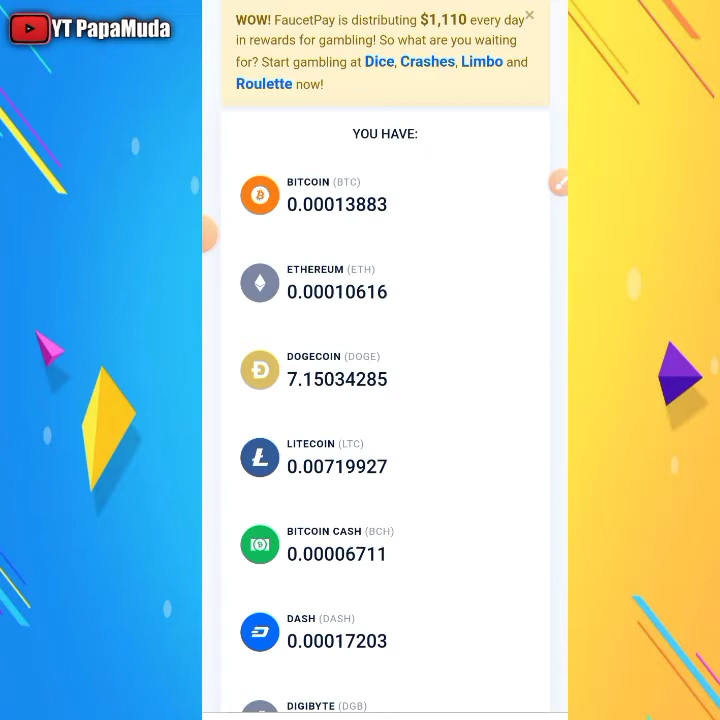 YT PapaMuda
WOW! FaucetPay is distributing $1,110 every day
in rewards for gambling! So what are you waiting
for? Start gambling at Dice, Crashes, Limbo and
Roulette now!
×
YOU HAVE:
BITCOIN (BTC)
0.00013883
ETHEREUM (ETH)
0.00010616
DOGECOIN (DOGE)
7.15034285
LITECOIN (LTC)
0.00719927
BITCOIN CASH (BCH)
0.00006711
DASH (DASH)
0.00017203
DIGIBYTE (DGB)